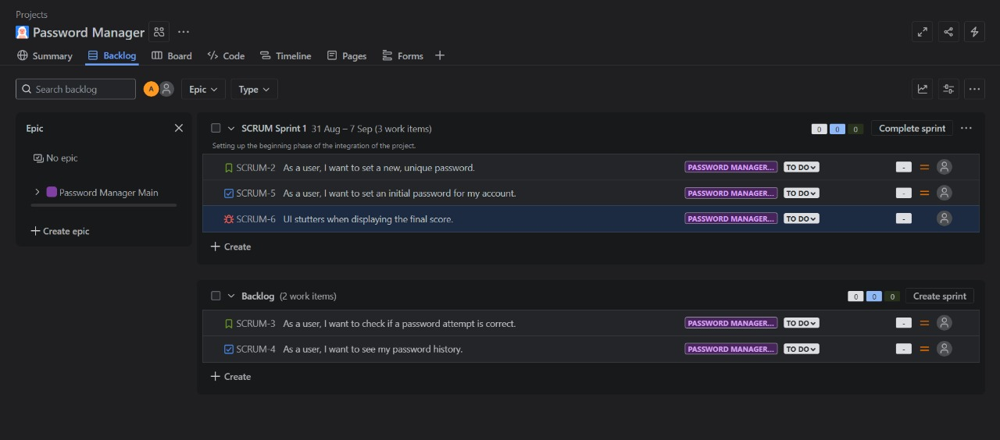 Projects
Password Manager
Summary Backlog Board Code Timeline Pages Forms
Search backlog A Epic Type
Epic
No epic
Password Manager Main
Create epic
SCRUM Sprint 1 31 Aug – 7 Sep (3 work items) 0 0 0 Complete sprint
Setting up the beginning phase of the integration of the project.
SCRUM-2 As a user, I want to set a new, unique password. PASSWORD MANAGER... TO DO -
SCRUM-5 As a user, I want to set an initial password for my account. PASSWORD MANAGER... TO DO -
SCRUM-6 UI stutters when displaying the final score. PASSWORD MANAGER... TO DO -
Create
Backlog (2 work items) 0 0 0 Create sprint
SCRUM-3 As a user, I want to check if a password attempt is correct. PASSWORD MANAGER... TO DO -
SCRUM-4 As a user, I want to see my password history. PASSWORD MANAGER... TO DO -
Create